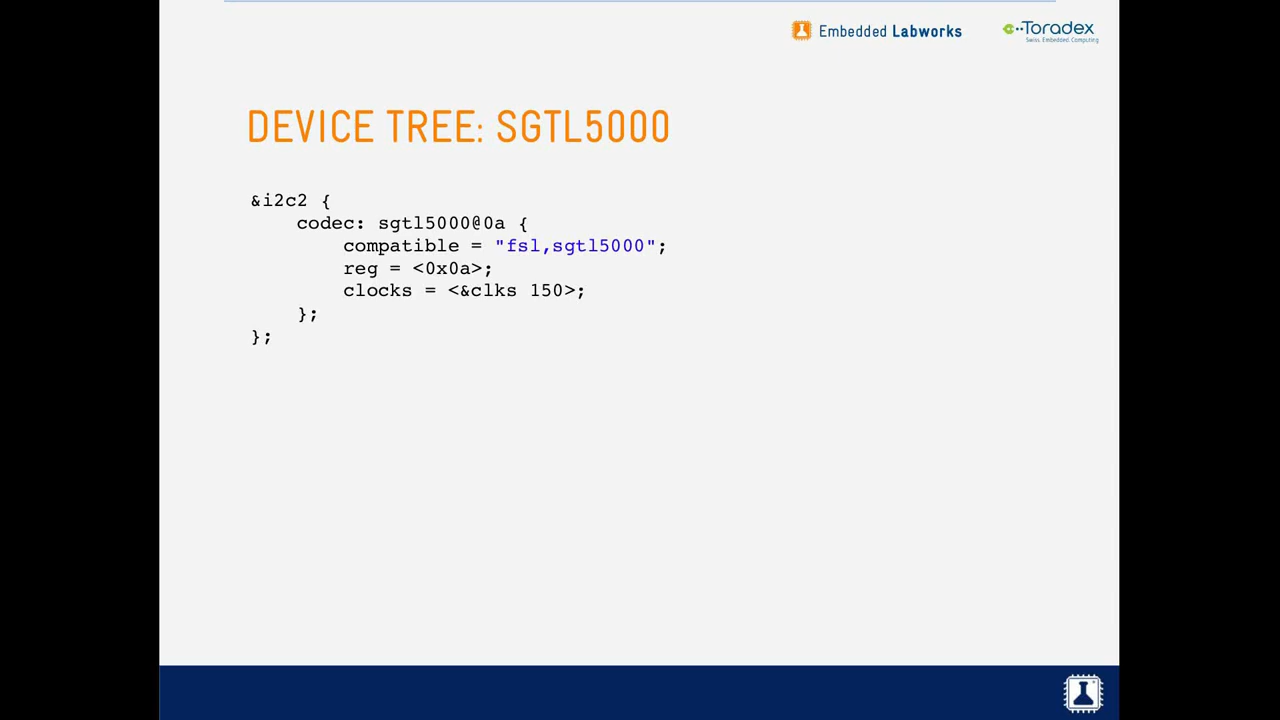 Embedded Labworks
Toradex
Swiss Embedded Computing
DEVICE TREE: SGTL5000
&i2c2 {
    codec: sgtl5000@0a {
        compatible = "fsl,sgtl5000";
        reg = <0x0a>;
        clocks = <&clks 150>;
    };
};